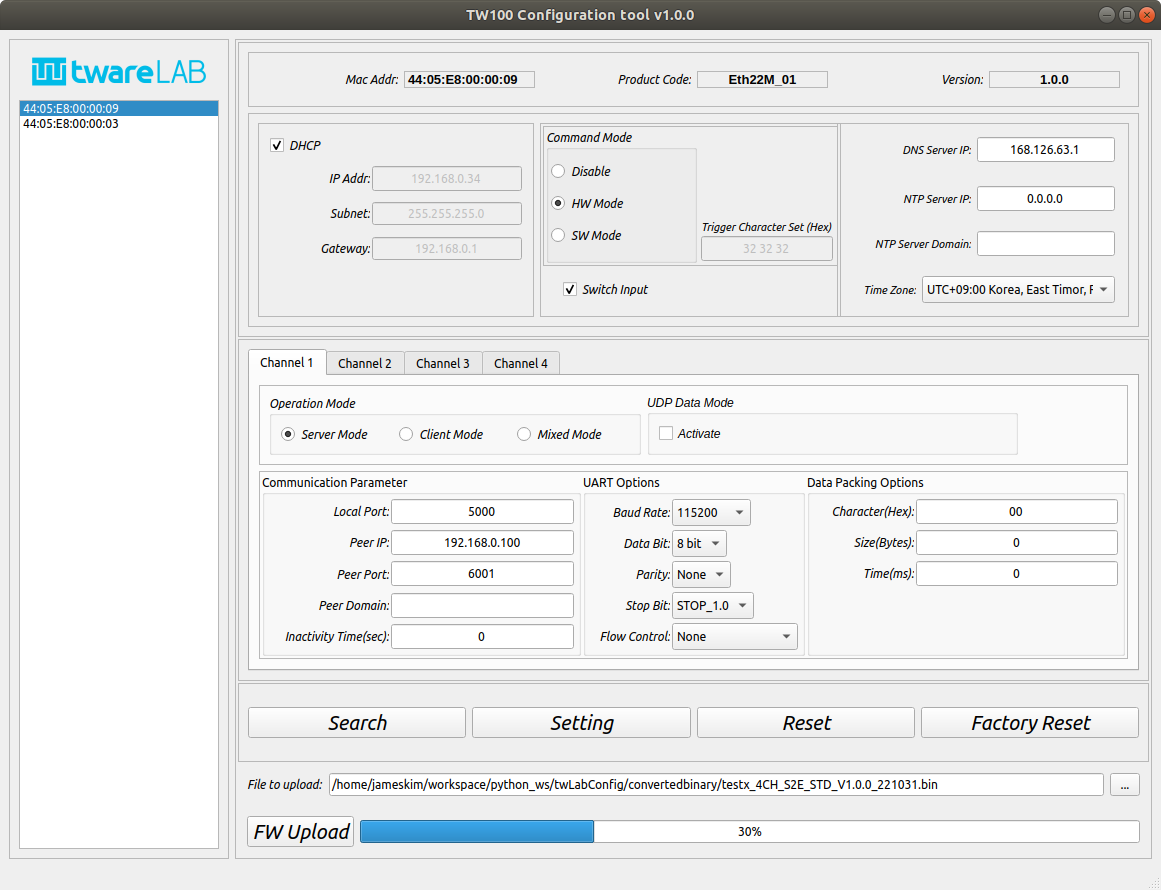 TW100 Configuration tool v1.0.0
twareLAB
44:05:E8:00:00:09
44:05:E8:00:00:03
Mac Addr: 44:05:E8:00:00:09 Product Code: Eth22M_01 Version: 1.0.0
DHCP
IP Addr: 192.168.0.34
Subnet: 255.255.255.0
Gateway: 192.168.0.1
Command Mode
Disable
HW Mode
SW Mode
Trigger Character Set (Hex)
32 32 32
Switch Input
DNS Server IP: 168.126.63.1
NTP Server IP: 0.0.0.0
NTP Server Domain:
Time Zone: UTC+09:00 Korea, East Timor, F
Channel 1 Channel 2 Channel 3 Channel 4
Operation Mode
Server Mode Client Mode Mixed Mode
UDP Data Mode
Activate
Communication Parameter
Local Port: 5000
Peer IP: 192.168.0.100
Peer Port: 6001
Peer Domain:
Inactivity Time(sec): 0
UART Options
Baud Rate: 115200
Data Bit: 8 bit
Parity: None
Stop Bit: STOP_1.0
Flow Control: None
Data Packing Options
Character(Hex): 00
Size(Bytes): 0
Time(ms): 0
Search Setting Reset Factory Reset
File to upload: /home/jameskim/workspace/python_ws/twLabConfig/convertedbinary/testx_4CH_S2E_STD_V1.0.0_221031.bin ...
FW Upload 30%